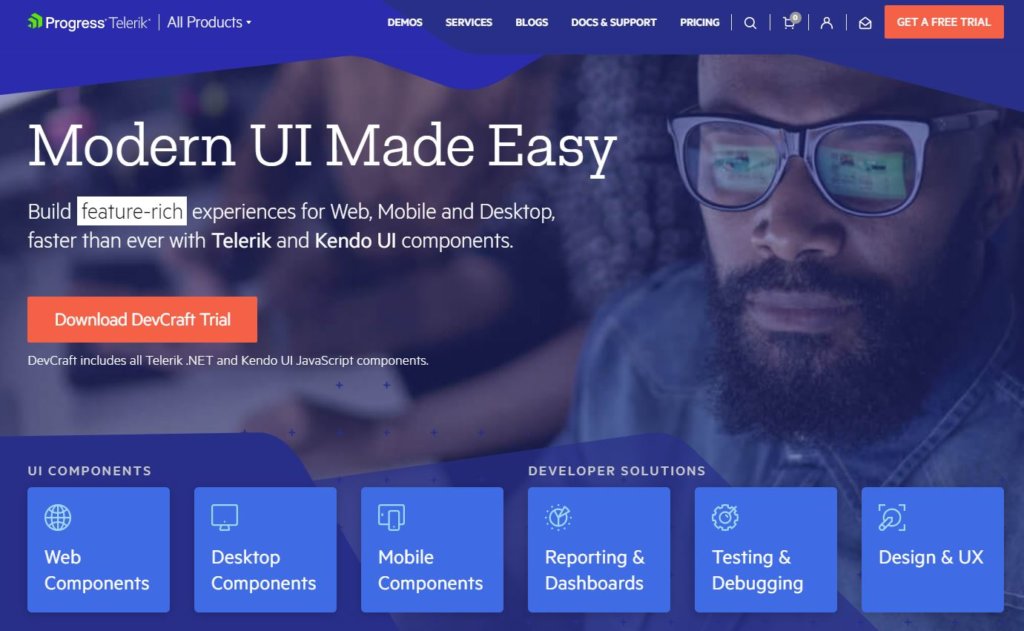 Progress Telerik | All Products
DEMOS SERVICES BLOGS DOCS & SUPPORT PRICING 0 GET A FREE TRIAL
Modern UI Made Easy
Build feature-rich experiences for Web, Mobile and Desktop,
faster than ever with Telerik and Kendo UI components.
Download DevCraft Trial
DevCraft includes all Telerik .NET and Kendo UI JavaScript components.
UI COMPONENTS
Web
Components
Desktop
Components
Mobile
Components
DEVELOPER SOLUTIONS
Reporting &
Dashboards
Testing &
Debugging
Design & UX